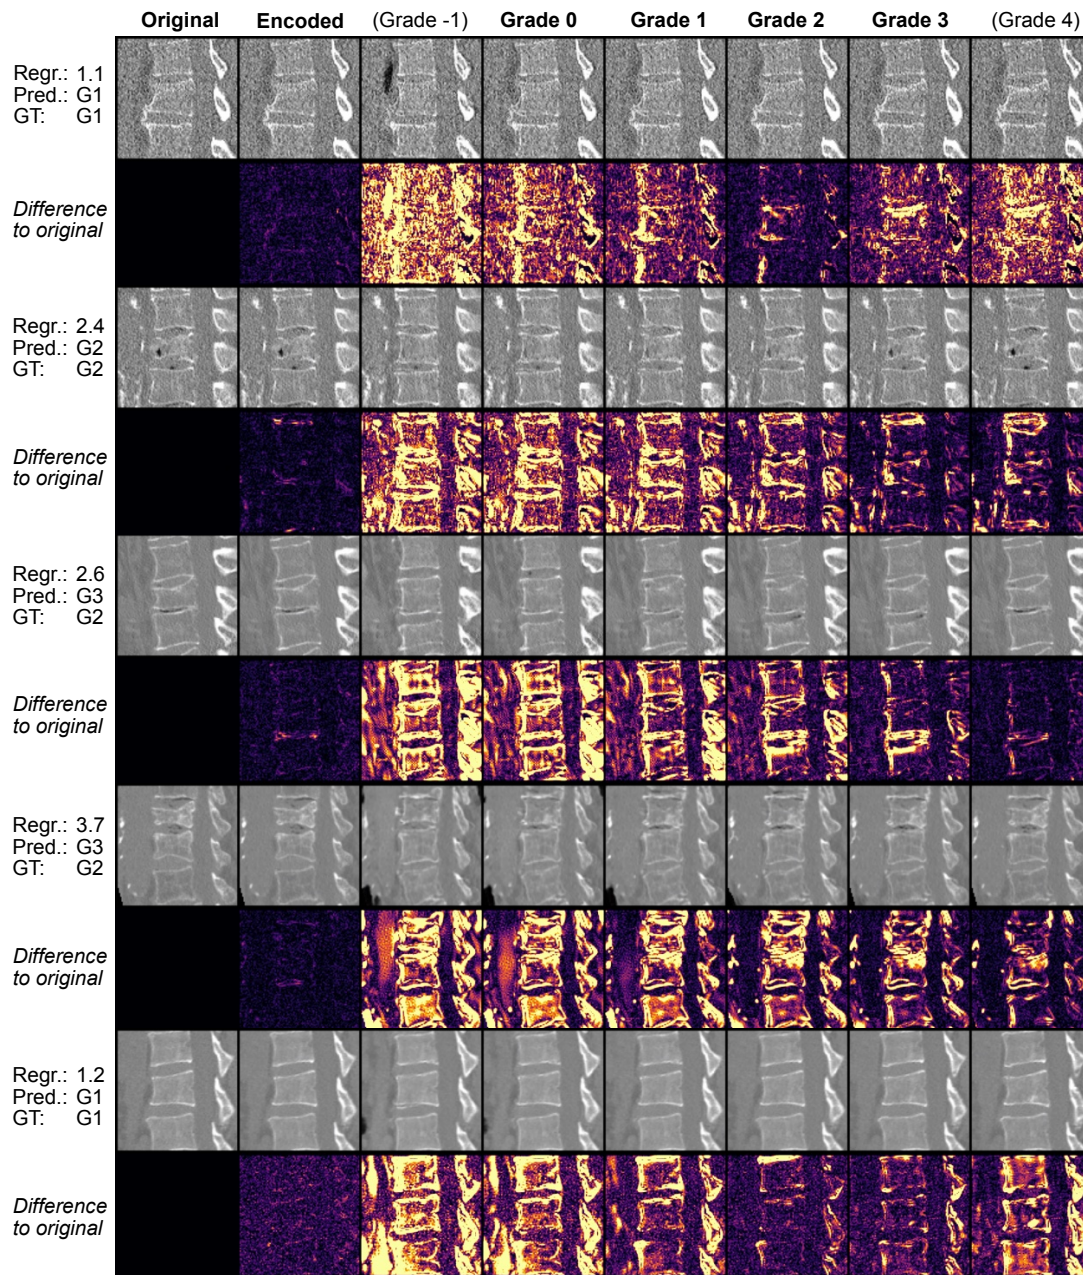 Original Encoded (Grade -1) Grade 0 Grade 1 Grade 2 Grade 3 (Grade 4)
Regr.: 1.1
Pred.: G1
GT: G1
Difference
to original
Regr.: 2.4
Pred.: G2
GT: G2
Difference
to original
Regr.: 2.6
Pred.: G3
GT: G2
Difference
to original
Regr.: 3.7
Pred.: G3
GT: G2
Difference
to original
Regr.: 1.2
Pred.: G1
GT: G1
Difference
to original